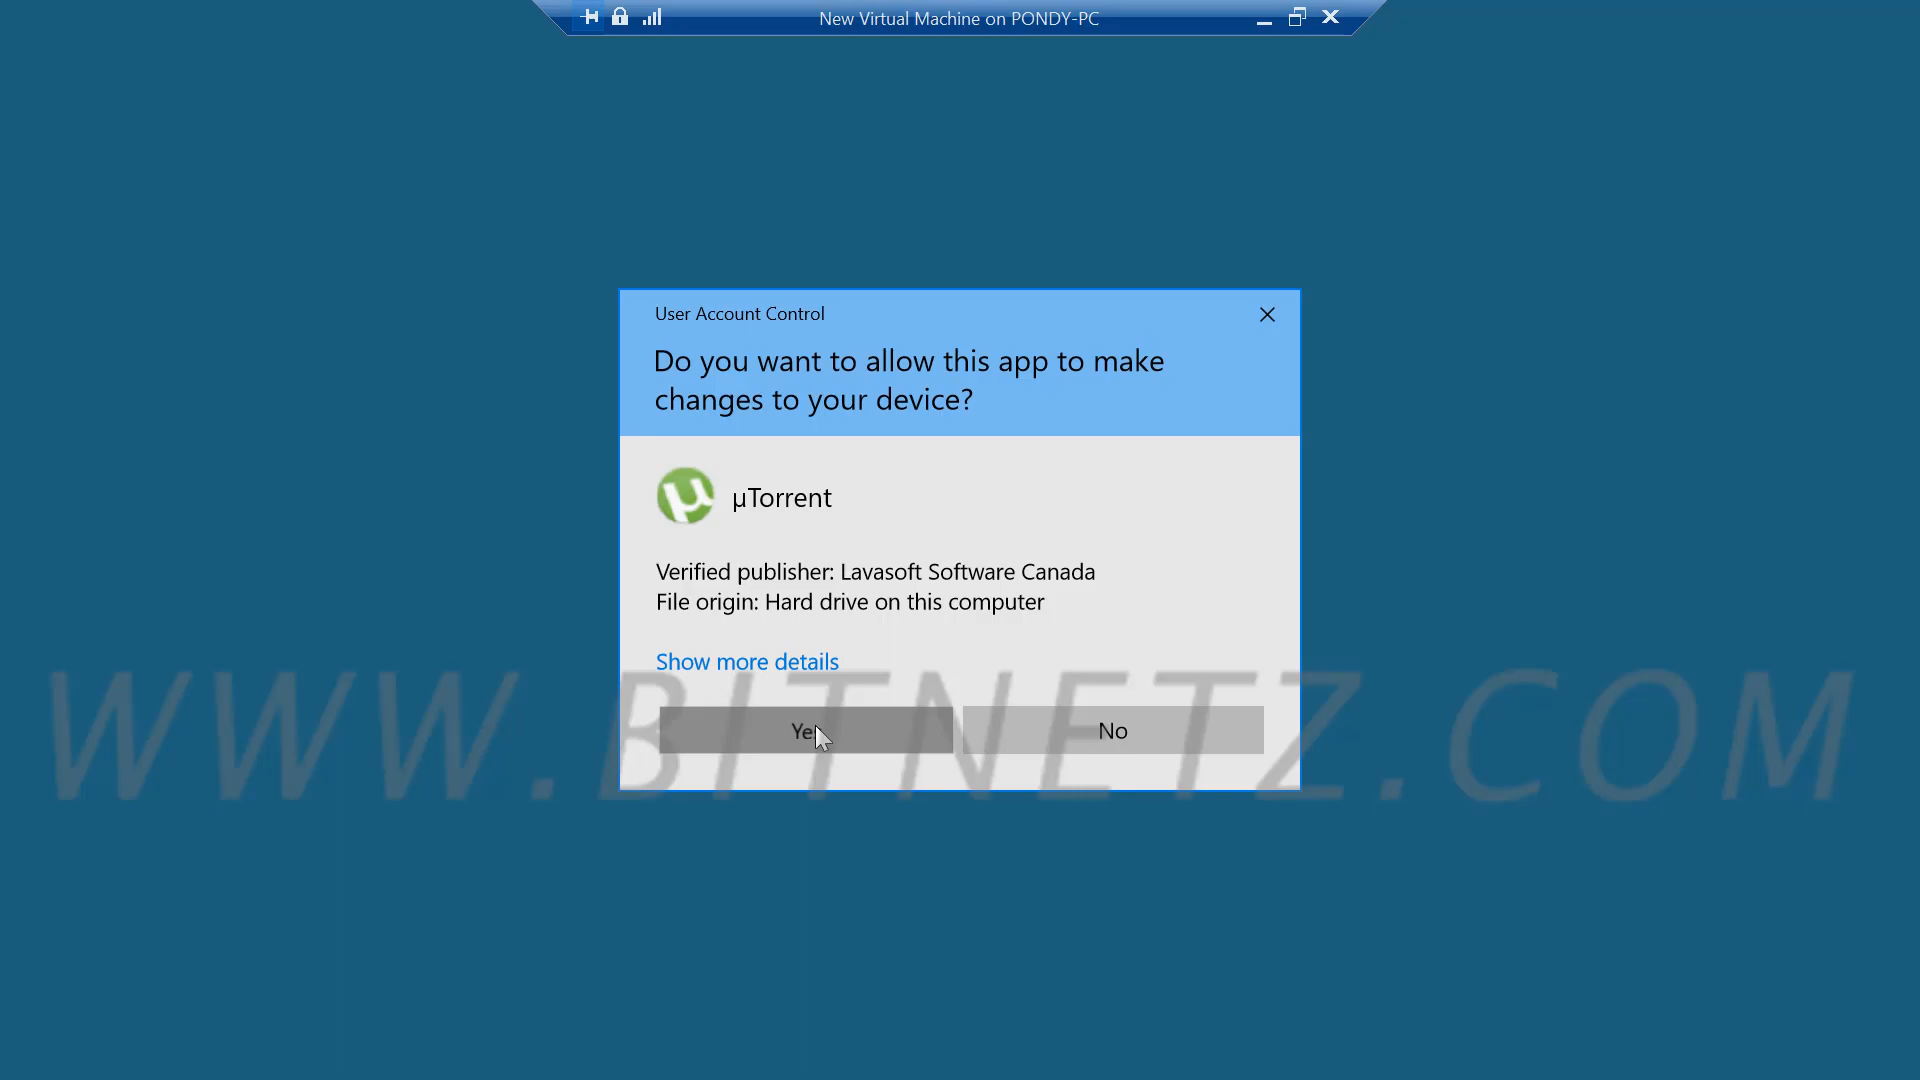 New Virtual Machine on PONDY-PC
User Account Control
Do you want to allow this app to make
changes to your device?
µTorrent
Verified publisher: Lavasoft Software Canada
File origin: Hard drive on this computer
Show more details
Yes
No
WWW.BITNETZ.COM